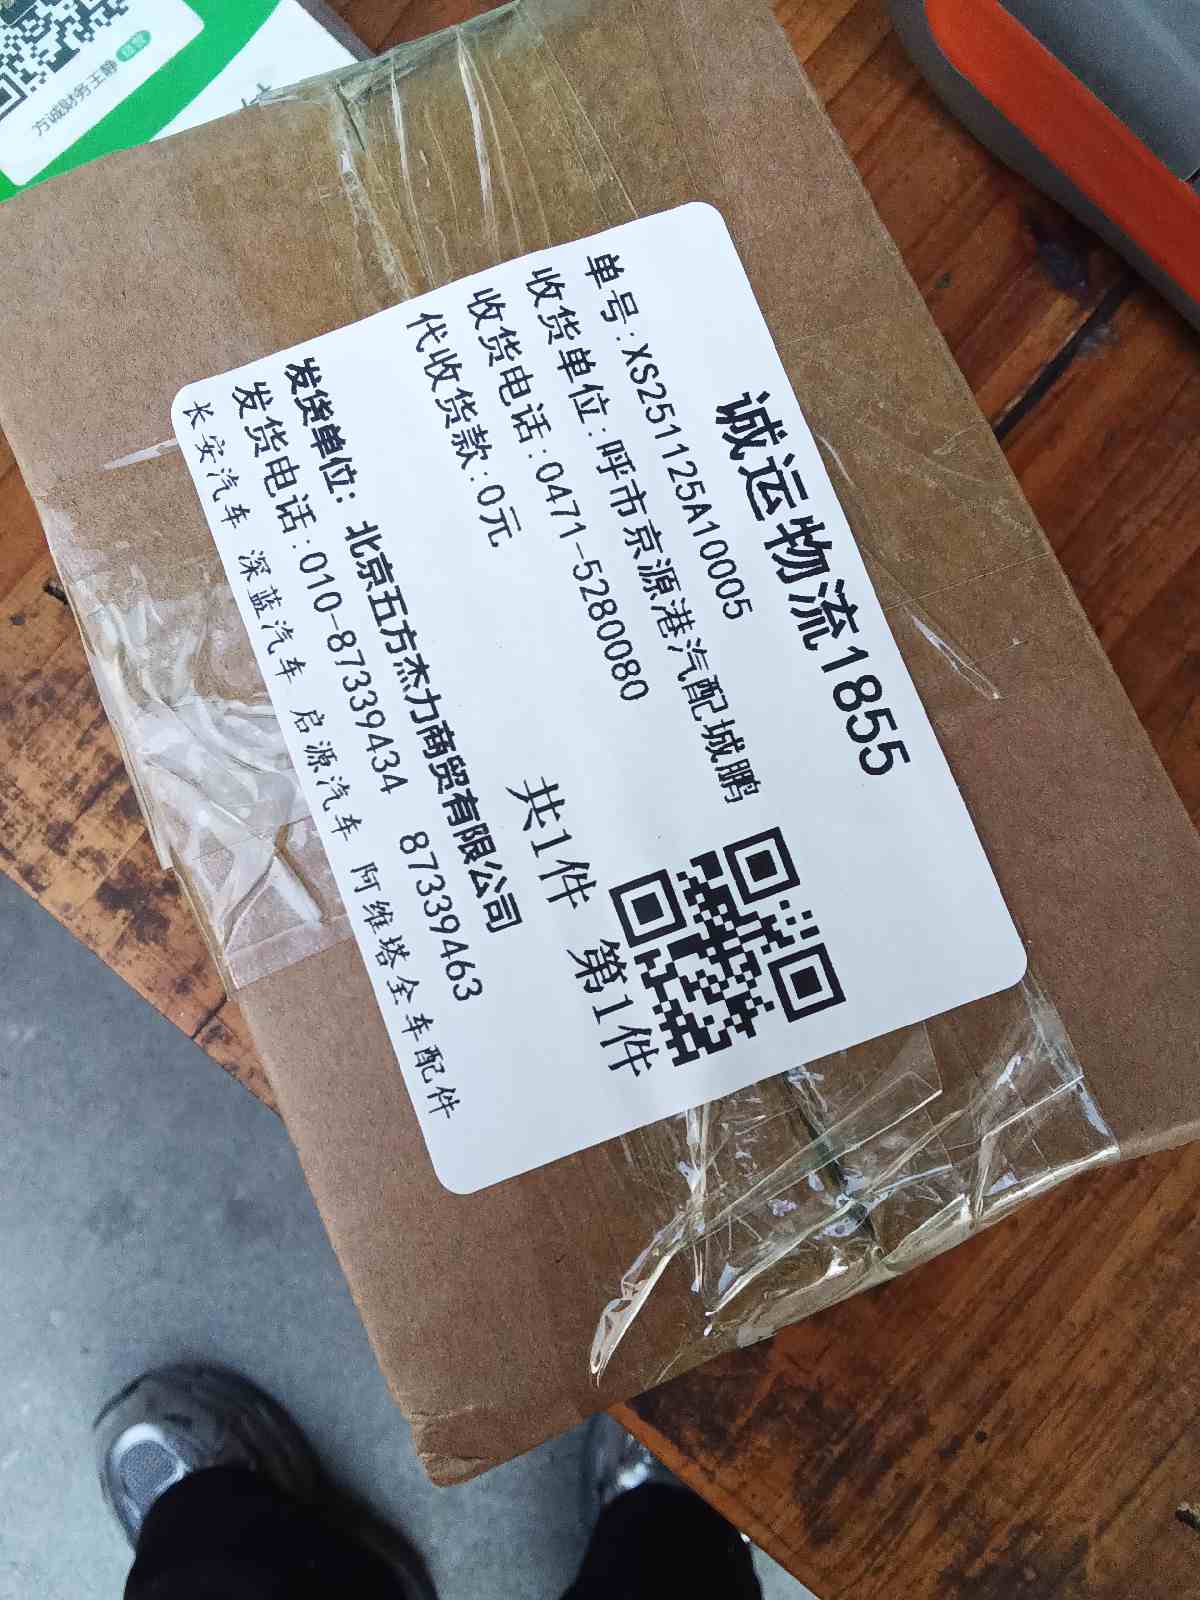 诚运物流1855
单号:XS251125A10005
收货单位:呼市京源港汽配城鹏
收货电话:0471-5280080
代收货款:0元
共1件 第1件
发货单位: 北京五方杰力商贸有限公司
发货电话:010-87339434 87339463
长安汽车 深蓝汽车 启源汽车 阿维塔全车配件
方诚财务王静